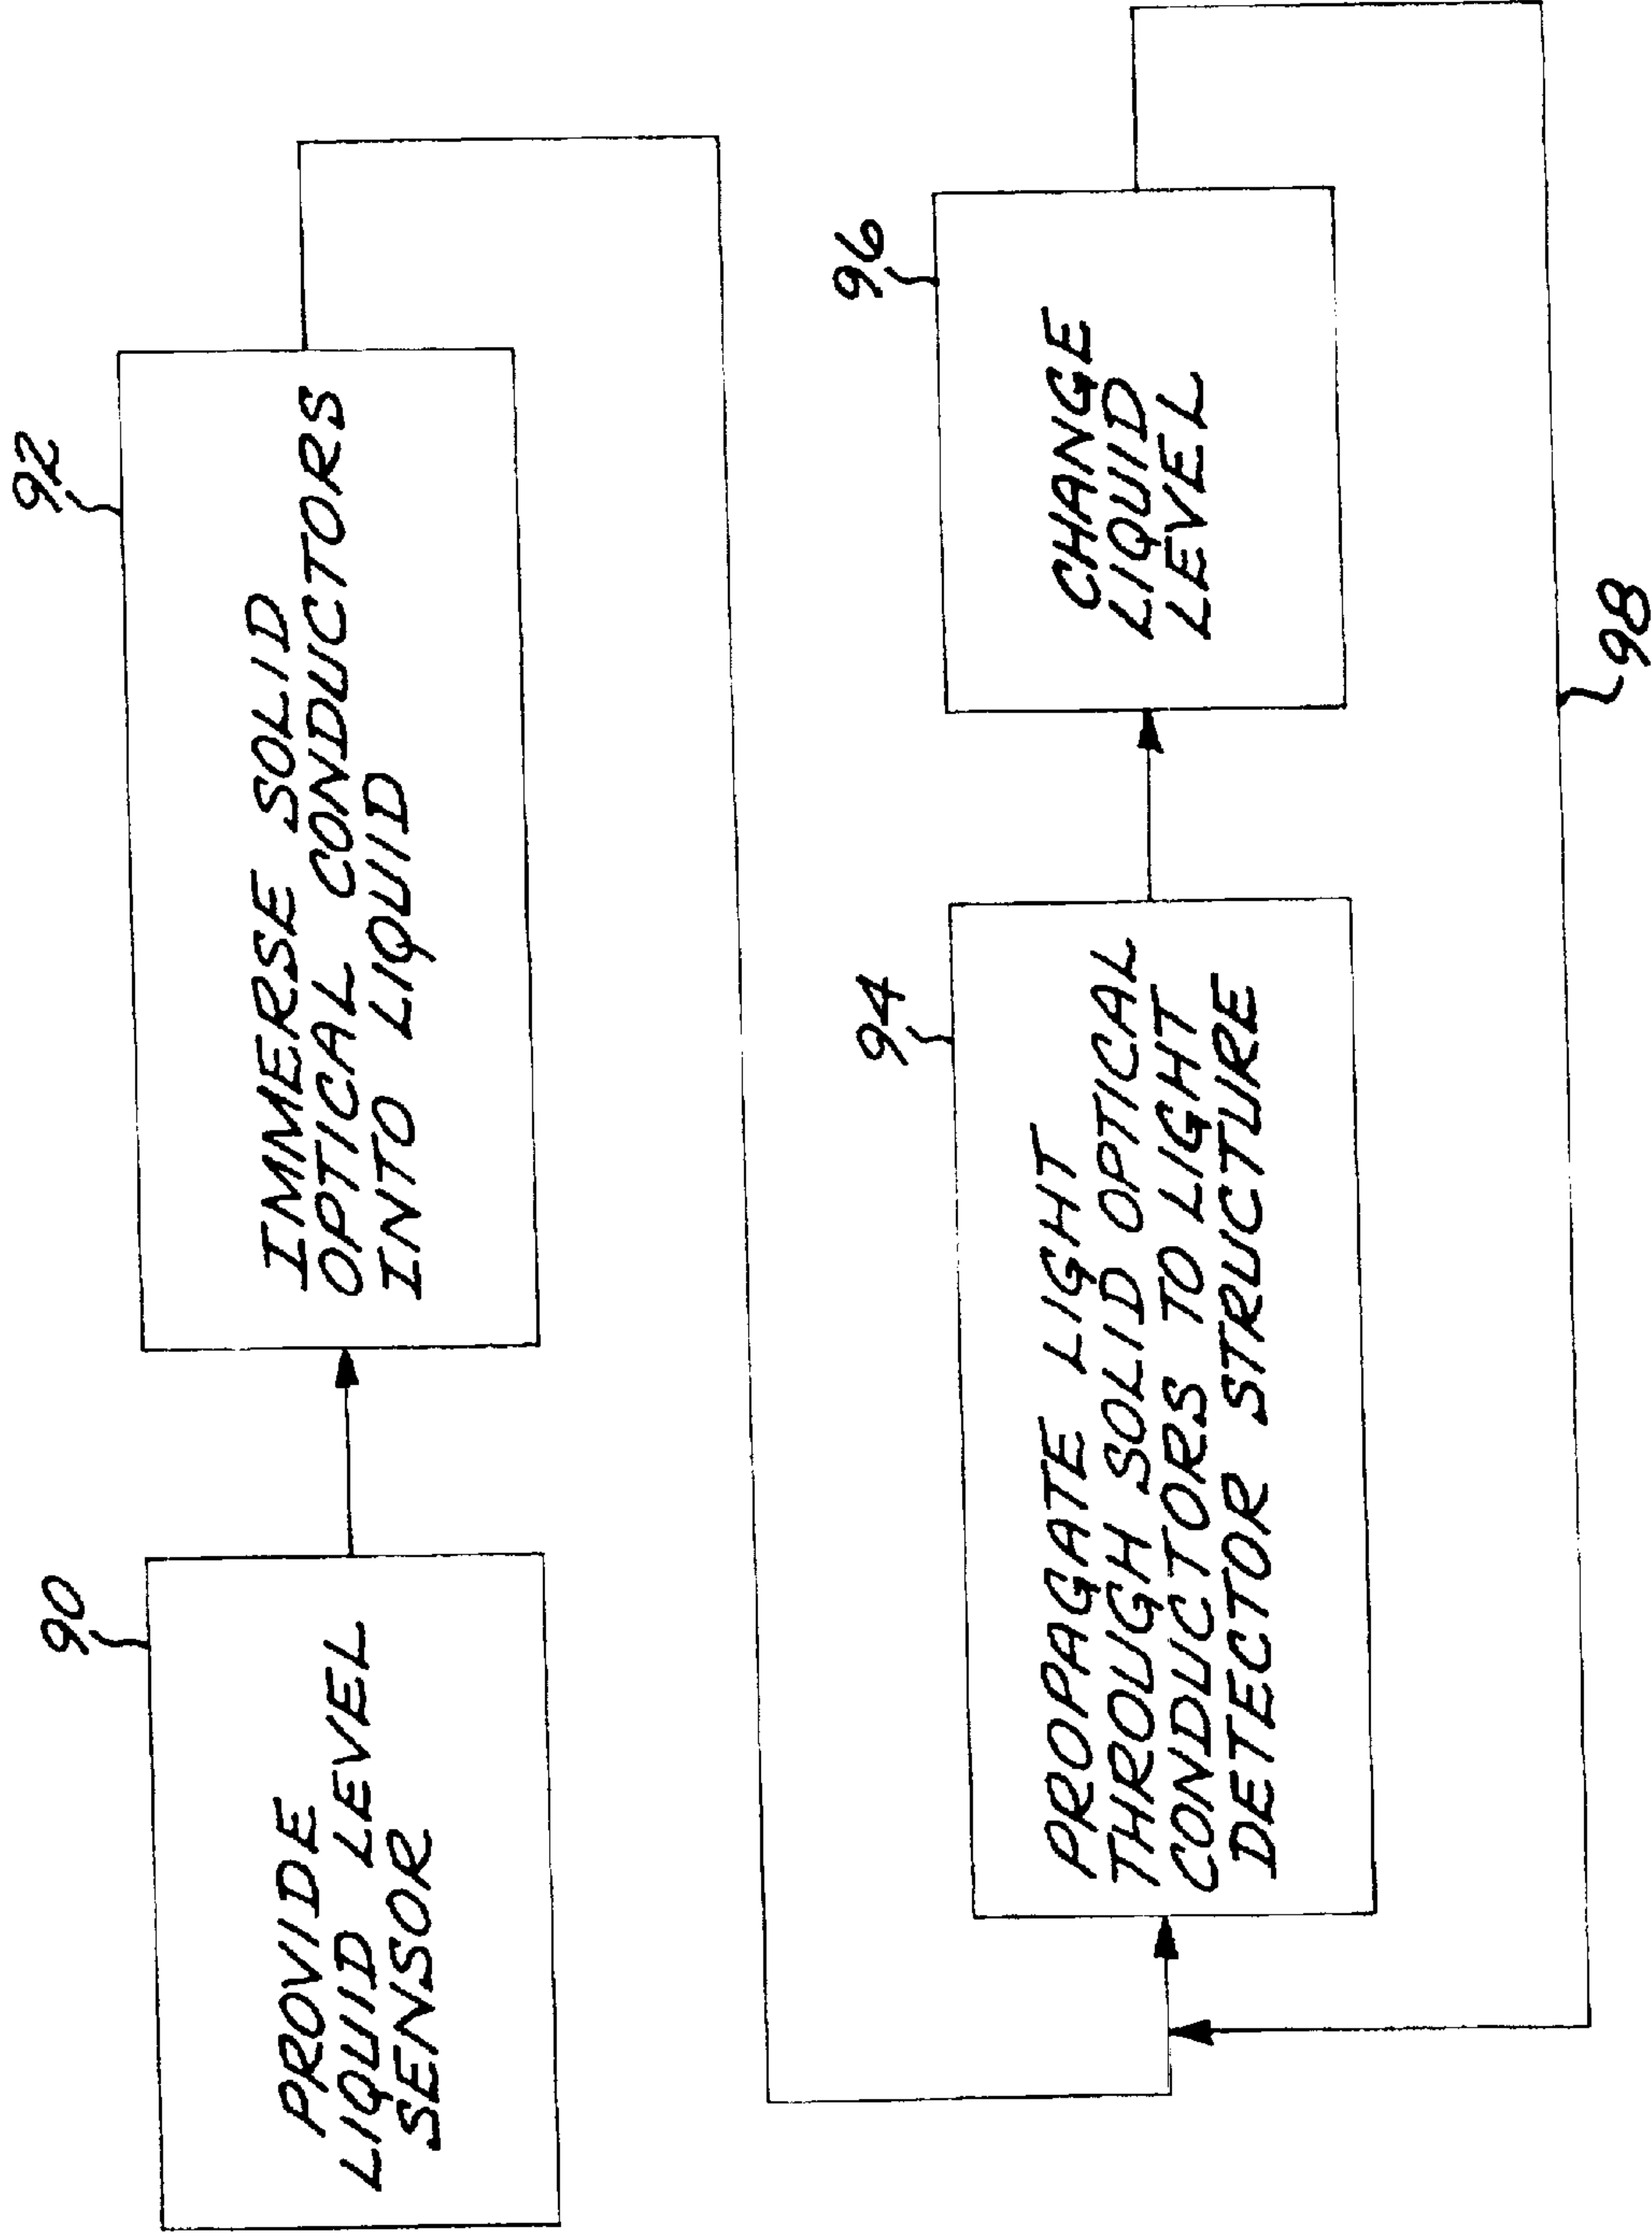 90
PROVIDE
LIQUID LEVEL
SENSOR
92
IMMERSE SOLID
OPTICAL CONDUCTORS
INTO LIQUID
94
PROPAGATE LIGHT
THROUGH SOLID OPTICAL
CONDUCTORS TO LIGHT
DETECTOR STRUCTURE
96
CHANGE
LIQUID
LEVEL
98